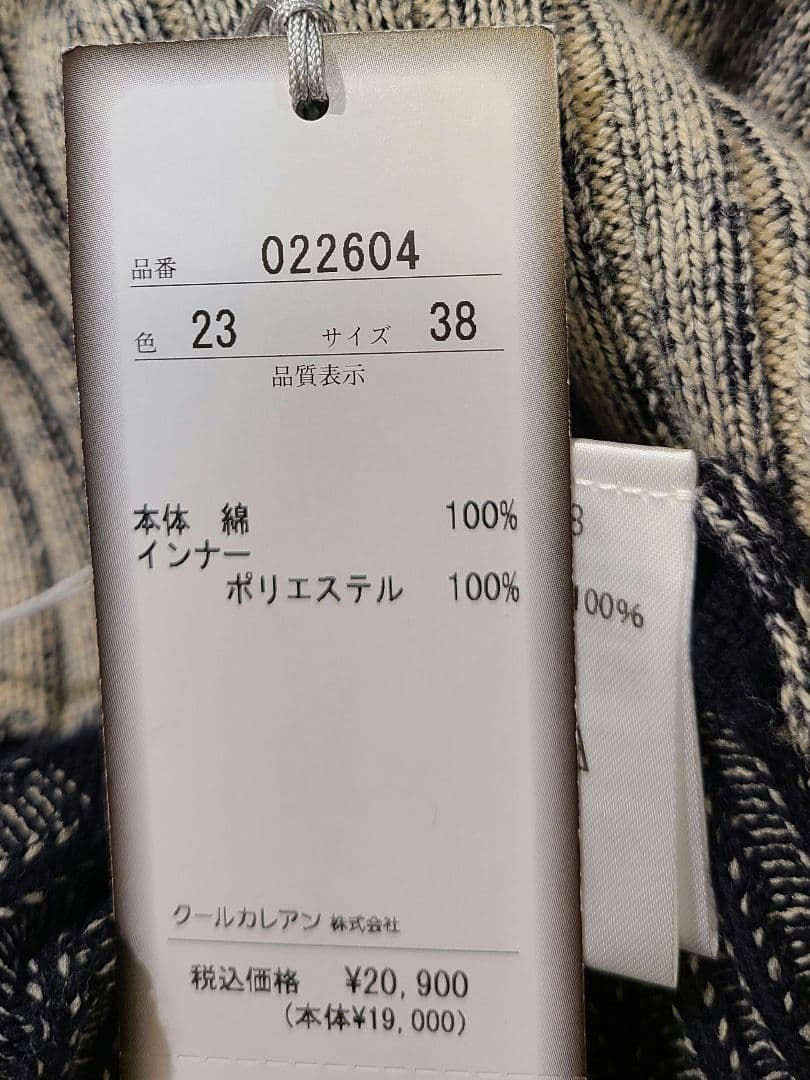 品番 022604
色 23 サイズ 38
品質表示
本体 綿 100%
インナー
ポリエステル 100%
クールカレアン 株式会社
税込価格 ¥20,900
(本体¥19,000)
8
100%